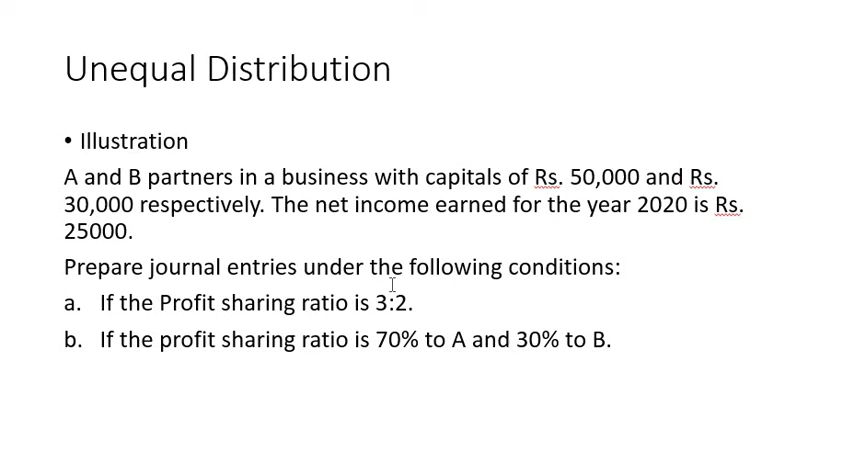 Unequal Distribution
• Illustration
A and B partners in a business with capitals of Rs. 50,000 and Rs.
30,000 respectively. The net income earned for the year 2020 is Rs.
25000.
Prepare journal entries under the following conditions:
a. If the Profit sharing ratio is 3:2.
b. If the profit sharing ratio is 70% to A and 30% to B.